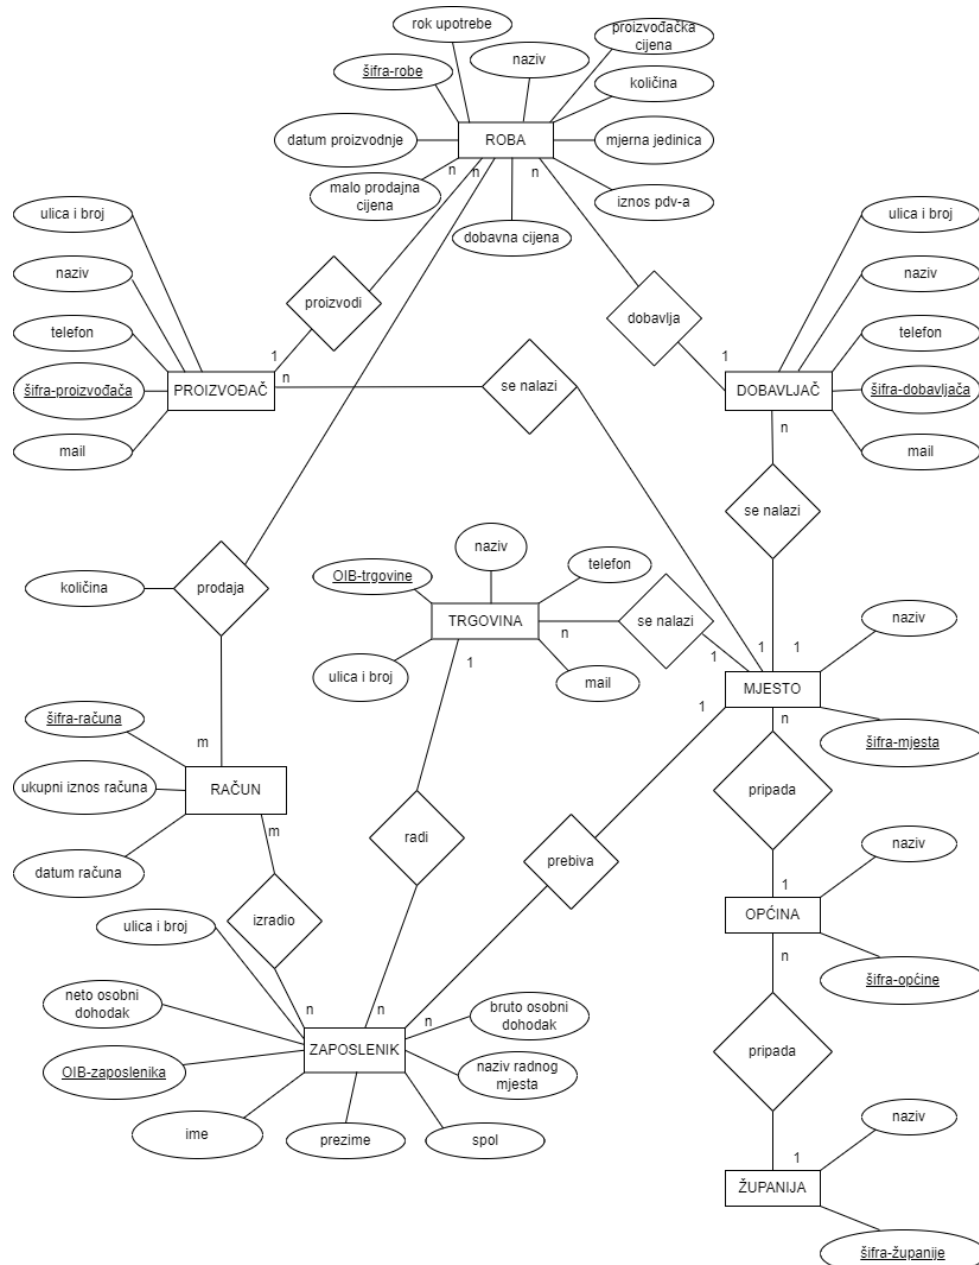 rok upotrebe
proizvođačka
cijena
naziv
šifra-robe
količina
datum proizvodnje
ROBA
mjerna jedinica
n
n
n
malo prodajna
cijena
iznos pdv-a
dobavna cijena
ulica i broj
ulica i broj
naziv
proizvodi
naziv
dobavlja
telefon
telefon
1
1
n
šifra-proizvođača
PROIZVOĐAČ
se nalazi
DOBAVLJAČ
šifra-dobavljača
n
mail
mail
se nalazi
naziv
telefon
OIB-trgovine
količina
prodaja
TRGOVINA
se nalazi
naziv
n
1
1
1
1
ulica i broj
mail
MJESTO
1
n
šifra-računa
m
šifra-mjesta
ukupni iznos računa
RAČUN
pripada
m
radi
datum računa
prebiva
naziv
1
ulica i broj
izradio
OPĆINA
n
neto osobni
dohodak
šifra-općine
n
n
n
bruto osobni
dohodak
ZAPOSLENIK
pripada
OIB-zaposlenika
naziv radnog
mjesta
naziv
ime
prezime
spol
1
ŽUPANIJA
šifra-županije